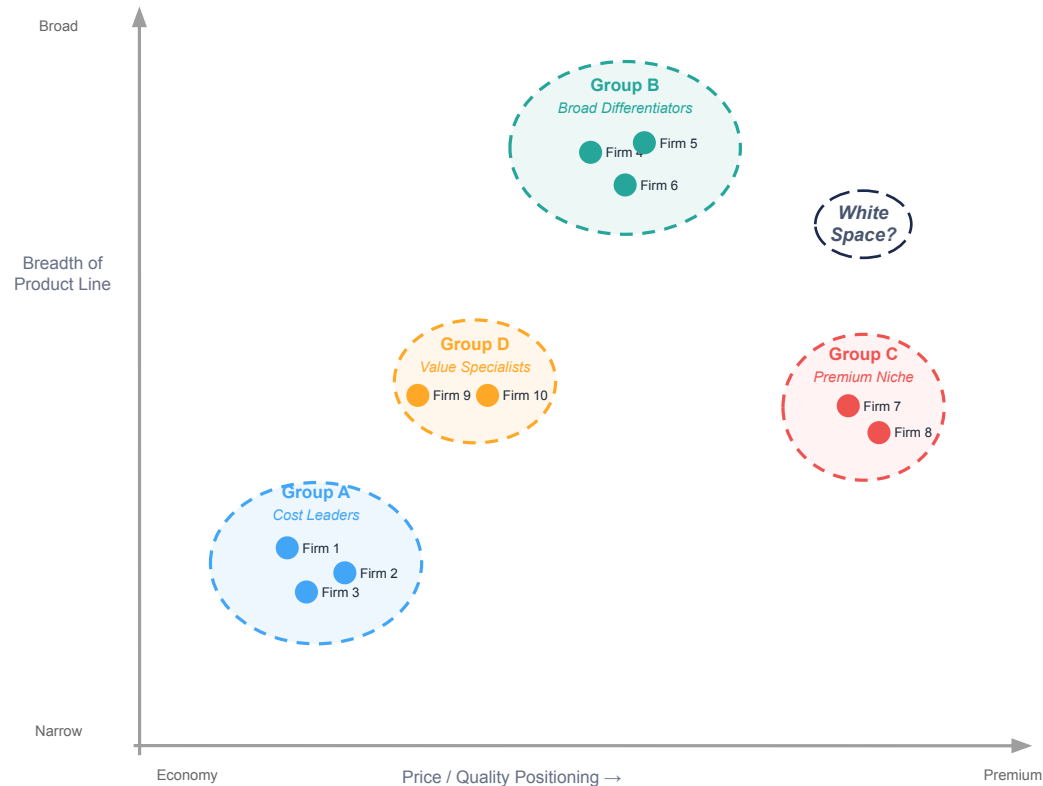 Broad
Group B
Broad Differentiators
Firm 4
Firm 5
Firm 6
White
Space?
Breadth of
Product Line
Group D
Value Specialists
Firm 9
Firm 10
Group C
Premium Niche
Firm 7
Firm 8
Group A
Cost Leaders
Firm 1
Firm 2
Firm 3
Narrow
Economy
Price / Quality Positioning →
Premium